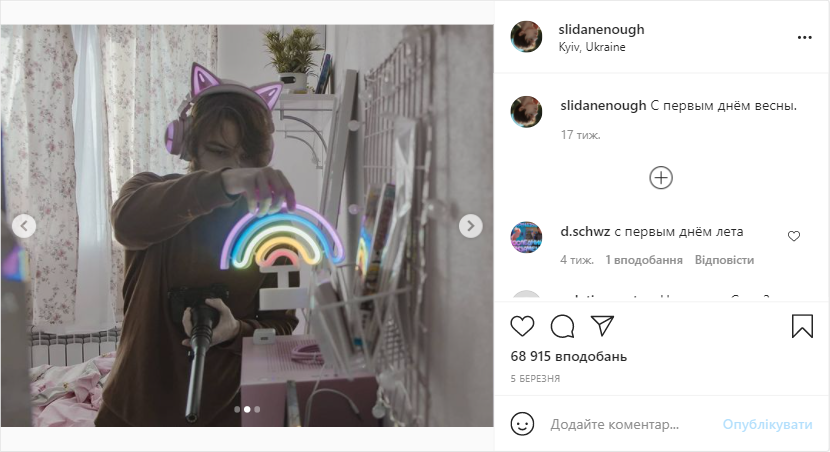 slidanenough
Kyiv, Ukraine
slidanenough С первым днём весны.
17 тиж.
d.schwz с первым днём лета
4 тиж. 1 вподобання Відповісти
68 915 вподобань
5 БЕРЕЗНЯ
Додайте коментар... Опублікувати